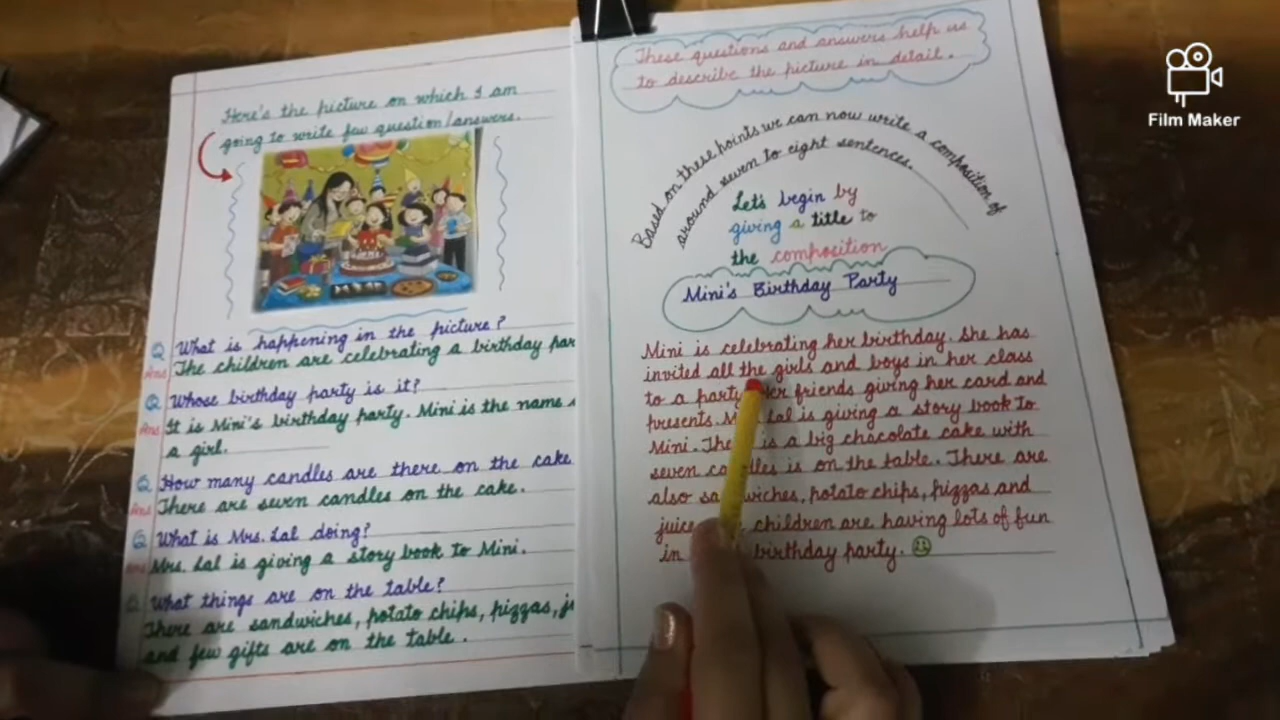 Here's the picture on which I am
going to write few question/answers.
Q What is happening in the picture?
Ans The children are celebrating a birthday par
Q Whose birthday party is it?
Ans It is Mini's birthday party. Mini is the name
a girl.
Q How many candles are there on the cake
Ans There are seven candles on the cake.
Q What is Mrs. Lal doing?
Ans Mrs. Lal is giving a story book to Mini.
Q What things are on the table?
There are sandwiches, potato chips, pizzas, ju
and few gifts are on the table.
These questions and answers help us
to describe the picture in detail.
Based on these points we can now write a composition of
around seven to eight sentences.
Let's begin by
giving a title to
the composition
Mini's Birthday Party
Mini is celebrating her birthday. She has
invited all the girls and boys in her class
to a party. Her friends giving her card and
presents. Lal is giving a story book to
Mini. is a big chocolate cake with
seven candles is on the table. There are
also sandwiches, potato chips, pizzas and
juice children are having lots of fun
in birthday party.
Film Maker